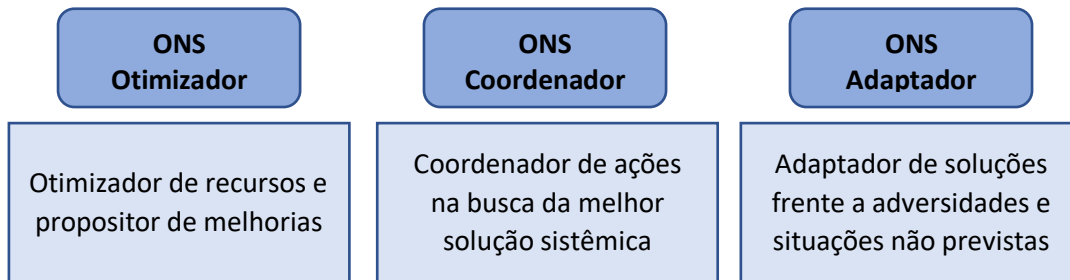 ONS
Otimizador
Otimizador de recursos e
propositor de melhorias
ONS
Coordenador
Coordenador de ações
na busca da melhor
solução sistêmica
ONS
Adaptador
Adaptador de soluções
frente a adversidades e
situações não previstas